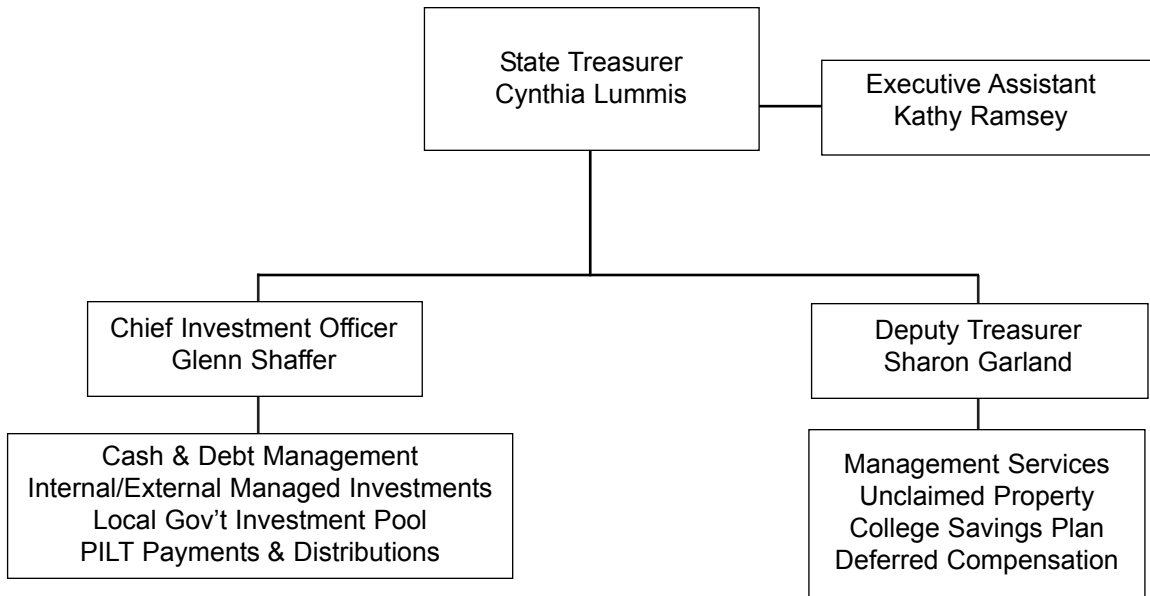 State Treasurer
Cynthia Lummis
Executive Assistant
Kathy Ramsey
Chief Investment Officer
Glenn Shaffer
Deputy Treasurer
Sharon Garland
Cash & Debt Management
Internal/External Managed Investments
Local Gov’t Investment Pool
PILT Payments & Distributions
Management Services
Unclaimed Property
College Savings Plan
Deferred Compensation